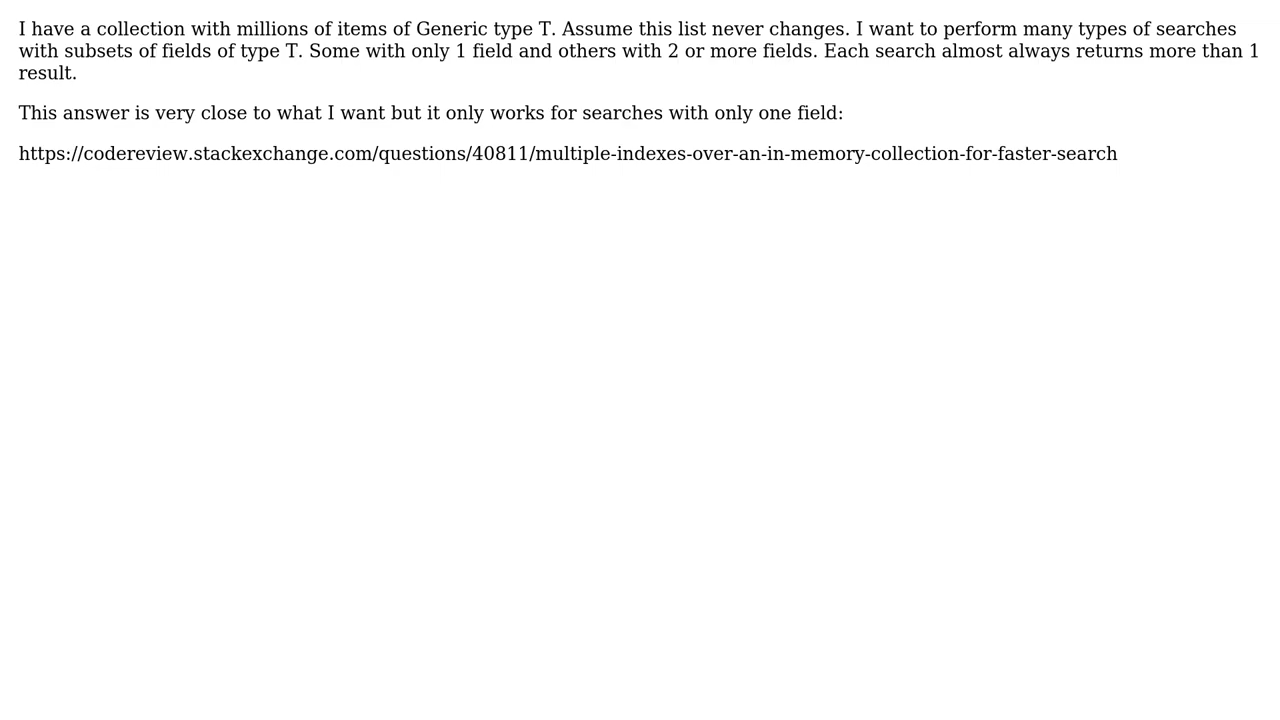 I have a collection with millions of items of Generic type T. Assume this list never changes. I want to perform many types of searches
with subsets of fields of type T. Some with only 1 field and others with 2 or more fields. Each search almost always returns more than 1
result.
This answer is very close to what I want but it only works for searches with only one field:
https://codereview.stackexchange.com/questions/40811/multiple-indexes-over-an-in-memory-collection-for-faster-search